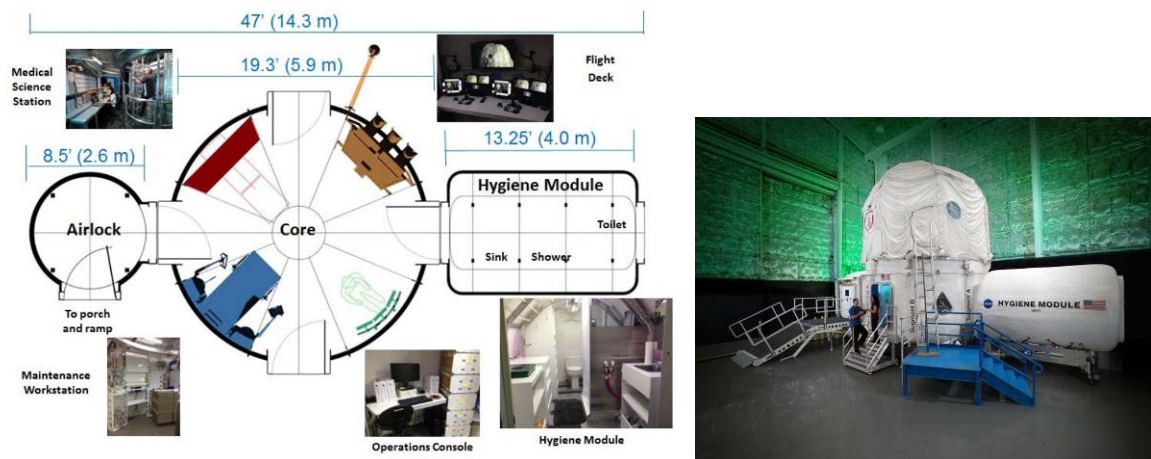 47' (14.3 m)
Medical
Science
Station
19.3' (5.9 m)
Flight
Deck
8.5' (2.6 m)
13.25' (4.0 m)
Hygiene Module
Airlock
Core
Toilet
Sink Shower
To porch
and ramp
Maintenance
Workstation
Operations Console
Hygiene Module
HYGIENE MODULE